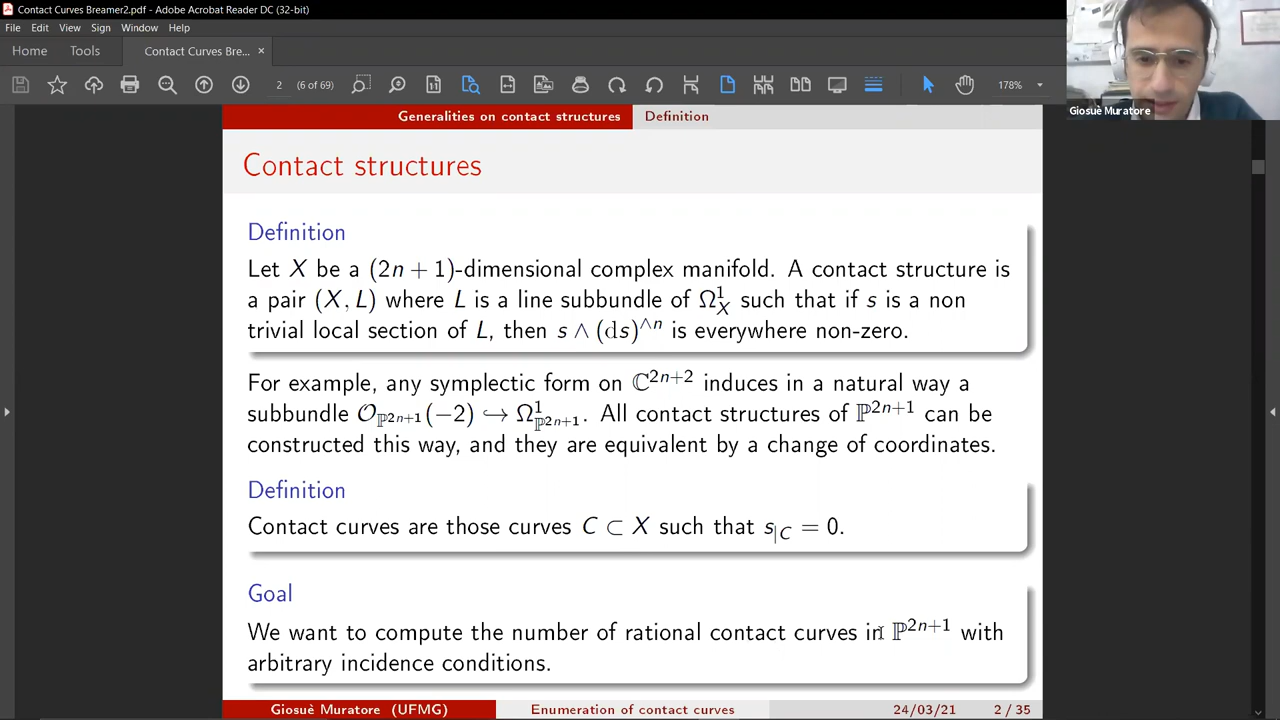 Contact Curves Breamer2.pdf - Adobe Acrobat Reader DC (32-bit)
File Edit View Sign Window Help
Home Tools Contact Curves Bre... ×
2 (6 of 69) 178%
Giosuè Muratore
Generalities on contact structures Definition
Contact structures
Definition
Let X be a (2n + 1)-dimensional complex manifold. A contact structure is
a pair (X, L) where L is a line subbundle of Ω¹_X such that if s is a non
trivial local section of L, then s ∧ (ds)^∧n is everywhere non-zero.
For example, any symplectic form on ℂ²ⁿ⁺² induces in a natural way a
subbundle 𝒪_ℙ²ⁿ⁺¹(−2) ↪ Ω¹_ℙ²ⁿ⁺¹. All contact structures of ℙ²ⁿ⁺¹ can be
constructed this way, and they are equivalent by a change of coordinates.
Definition
Contact curves are those curves C ⊂ X such that s_|C = 0.
Goal
We want to compute the number of rational contact curves in ℙ²ⁿ⁺¹ with
arbitrary incidence conditions.
Giosuè Muratore (UFMG) Enumeration of contact curves 24/03/21 2 / 35